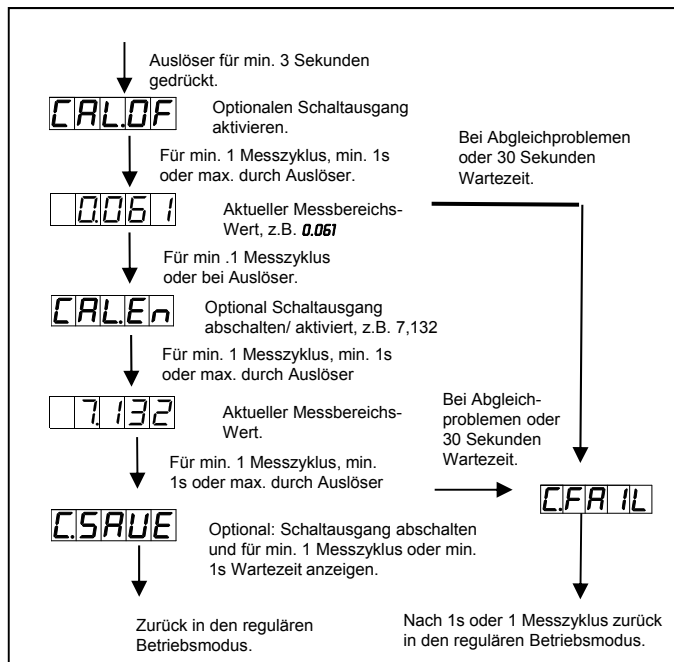 Auslöser für min. 3 Sekunden
gedrückt.
CAL.OF
Optionalen Schaltausgang
aktivieren.
Für min. 1 Messzyklus, min. 1s
oder max. durch Auslöser.
Bei Abgleichproblemen
oder 30 Sekunden
Wartezeit.
0.061
Aktueller Messbereichs-
Wert, z.B. 0.061
Für min .1 Messzyklus
oder bei Auslöser.
CAL.En
Optional Schaltausgang
abschalten/ aktiviert, z.B. 7,132
Für min. 1 Messzyklus, min. 1s
oder max. durch Auslöser
7.132
Aktueller Messbereichs-
Wert.
Bei Abgleich-
problemen oder
30 Sekunden
Wartezeit.
Für min. 1 Messzyklus, min.
1s oder max. durch Auslöser
C.SAVE
Optional: Schaltausgang abschalten
und für min. 1 Messzyklus oder min.
1s Wartezeit anzeigen.
C.FAIL
Zurück in den regulären
Betriebsmodus.
Nach 1s oder 1 Messzyklus zurück
in den regulären Betriebsmodus.